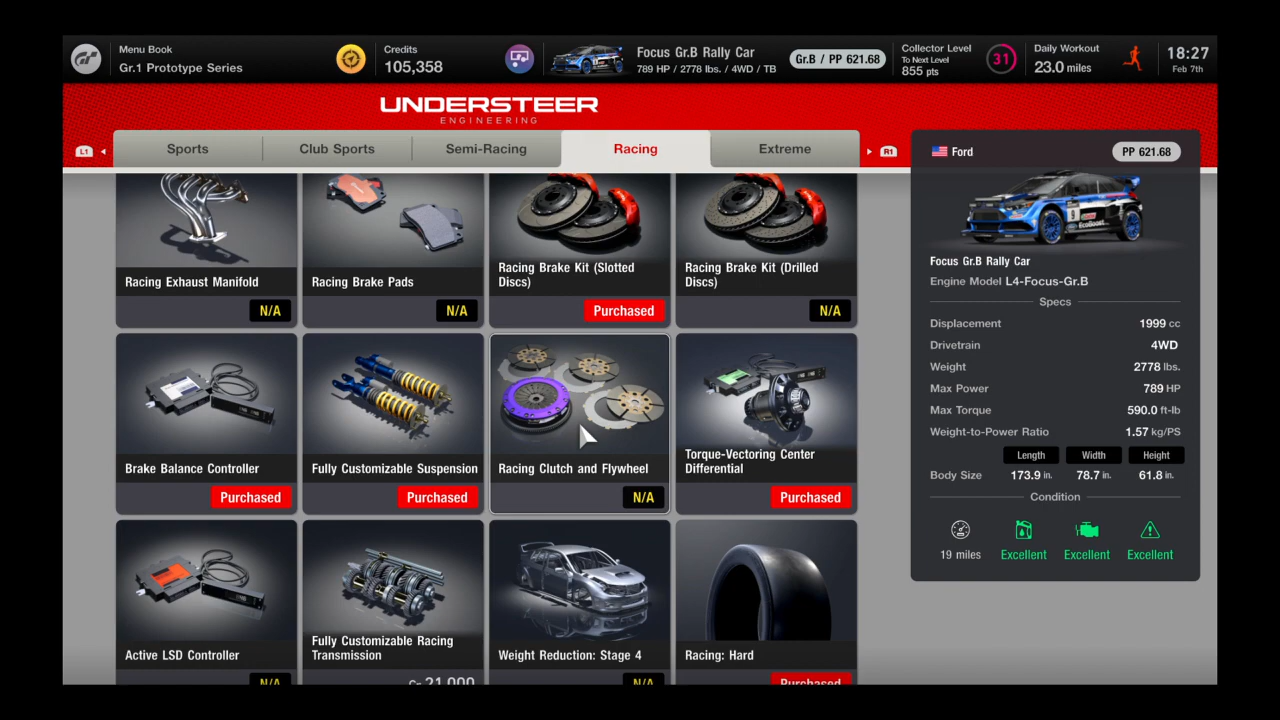 Menu Book
Gr.1 Prototype Series
Credits
105,358
Focus Gr.B Rally Car
789 HP / 2778 lbs. / 4WD / TB
Gr.B / PP 621.68
Collector Level
To Next Level
855 pts
31
Daily Workout
23.0 miles
18:27
Feb 7th
UNDERSTEER
ENGINEERING
L1
Sports
Club Sports
Semi-Racing
Racing
Extreme
R1
Racing Exhaust Manifold
N/A
Racing Brake Pads
N/A
Racing Brake Kit (Slotted
Discs)
Purchased
Racing Brake Kit (Drilled
Discs)
N/A
Brake Balance Controller
Purchased
Fully Customizable Suspension
Purchased
Racing Clutch and Flywheel
N/A
Torque-Vectoring Center
Differential
Purchased
Active LSD Controller
N/A
Fully Customizable Racing
Transmission
Cr. 21,000
Weight Reduction: Stage 4
N/A
Racing: Hard
Purchased
Ford
PP 621.68
9
EcoBoost
Focus Gr.B Rally Car
Engine Model L4-Focus-Gr.B
Specs
Displacement 1999 cc
Drivetrain 4WD
Weight 2778 lbs.
Max Power 789 HP
Max Torque 590.0 ft-lb
Weight-to-Power Ratio 1.57 kg/PS
Length Width Height
Body Size 173.9 in. 78.7 in. 61.8 in.
Condition
19 miles Excellent Excellent Excellent